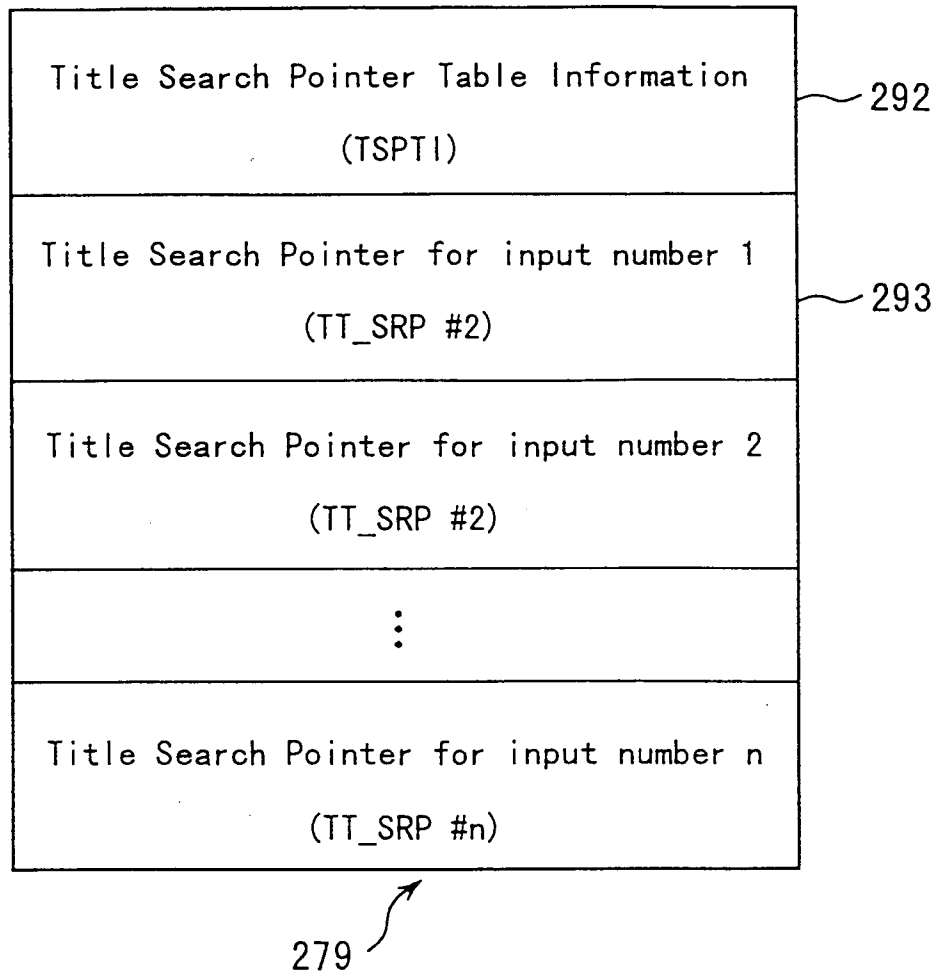 Title Search Pointer Table Information
(TSPTI)
292
Title Search Pointer for input number 1
(TT_SRP #2)
293
Title Search Pointer for input number 2
(TT_SRP #2)
⋮
Title Search Pointer for input number n
(TT_SRP #n)
279